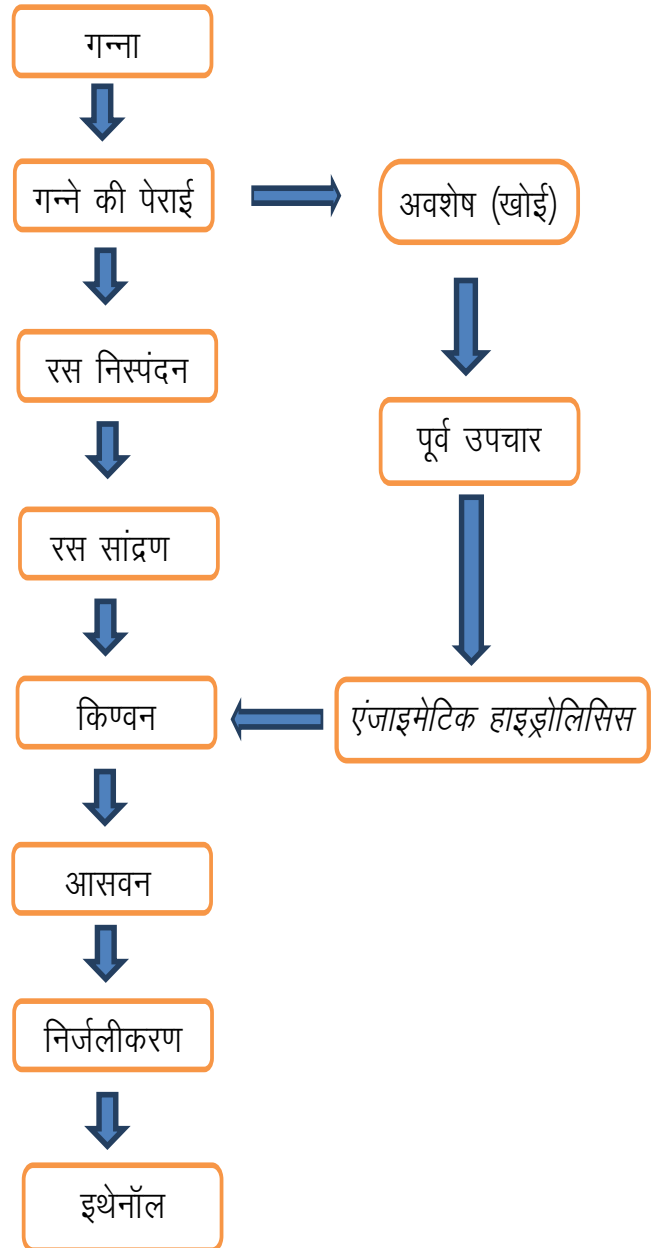 गन्ना
गन्ने की पेराई
अवशेष (खोई)
रस निस्पंदन
पूर्व उपचार
रस सांद्रण
किण्वन
एंजाइमेटिक हाइड्रोलिसिस
आसवन
निर्जलीकरण
इथेनॉल